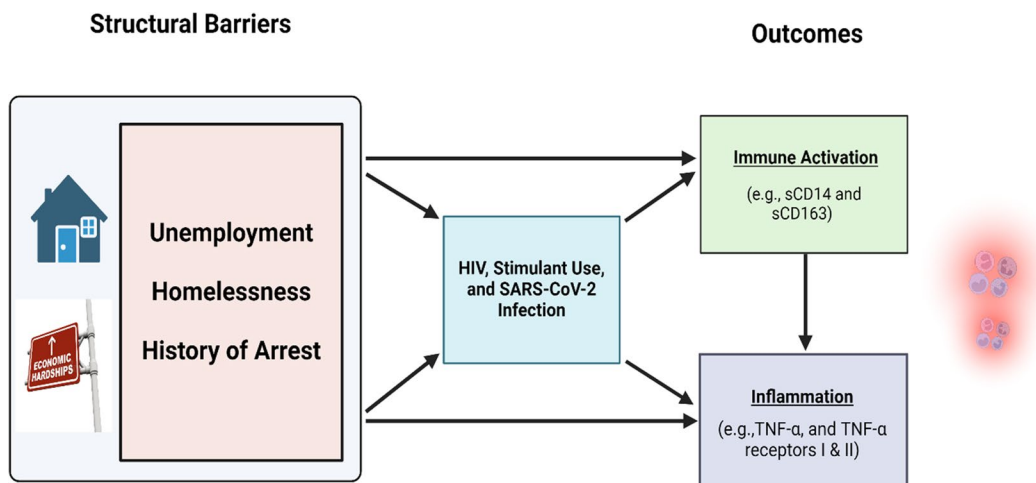 Structural Barriers
Outcomes
Unemployment
Homelessness
History of Arrest
ECONOMIC
HARDSHIPS
HIV, Stimulant Use,
and SARS-CoV-2
Infection
Immune Activation
(e.g., sCD14 and
sCD163)
Inflammation
(e.g.,TNF-α, and TNF-α
receptors I & II)